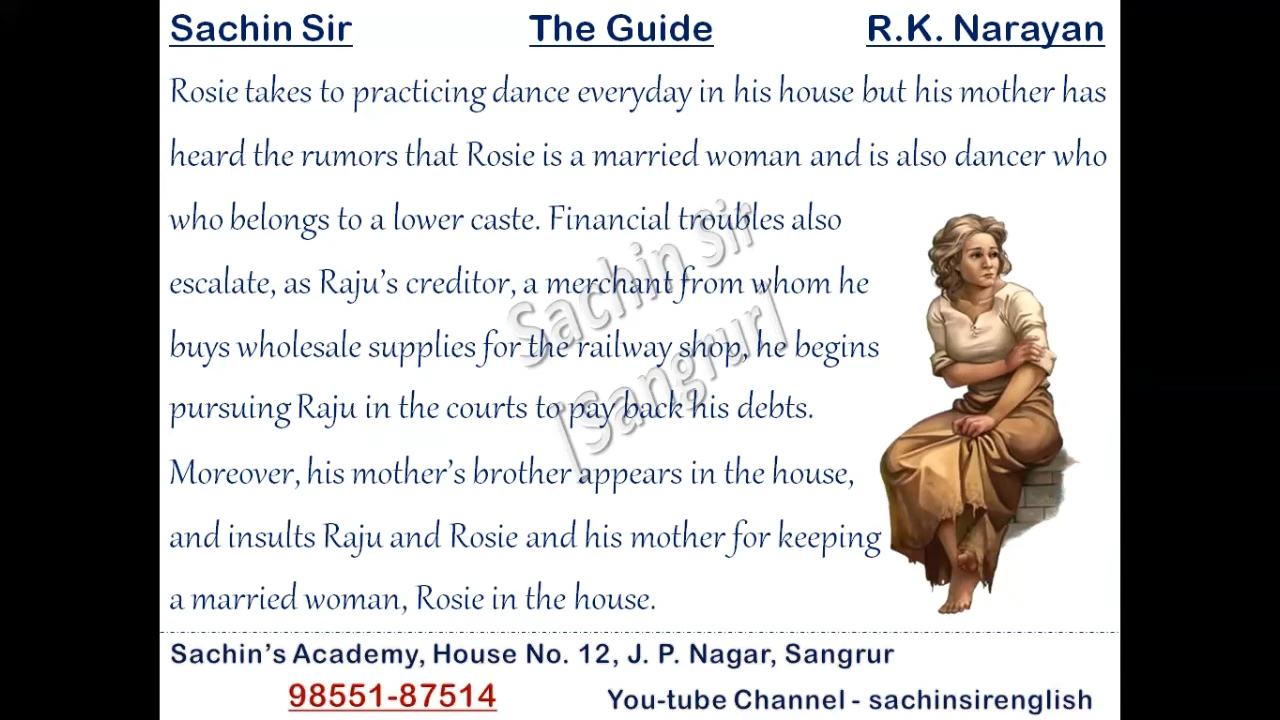 Sachin Sir The Guide R.K. Narayan
Rosie takes to practicing dance everyday in his house but his mother has
heard the rumors that Rosie is a married woman and is also dancer who
who belongs to a lower caste. Financial troubles also
escalate, as Raju's creditor, a merchant from whom he
buys wholesale supplies for the railway shop, he begins
pursuing Raju in the courts to pay back his debts.
Moreover, his mother's brother appears in the house,
and insults Raju and Rosie and his mother for keeping
a married woman, Rosie in the house.
Sachin Sir
[Sangrur]
Sachin's Academy, House No. 12, J. P. Nagar, Sangrur
98551-87514 You-tube Channel - sachinsirenglish